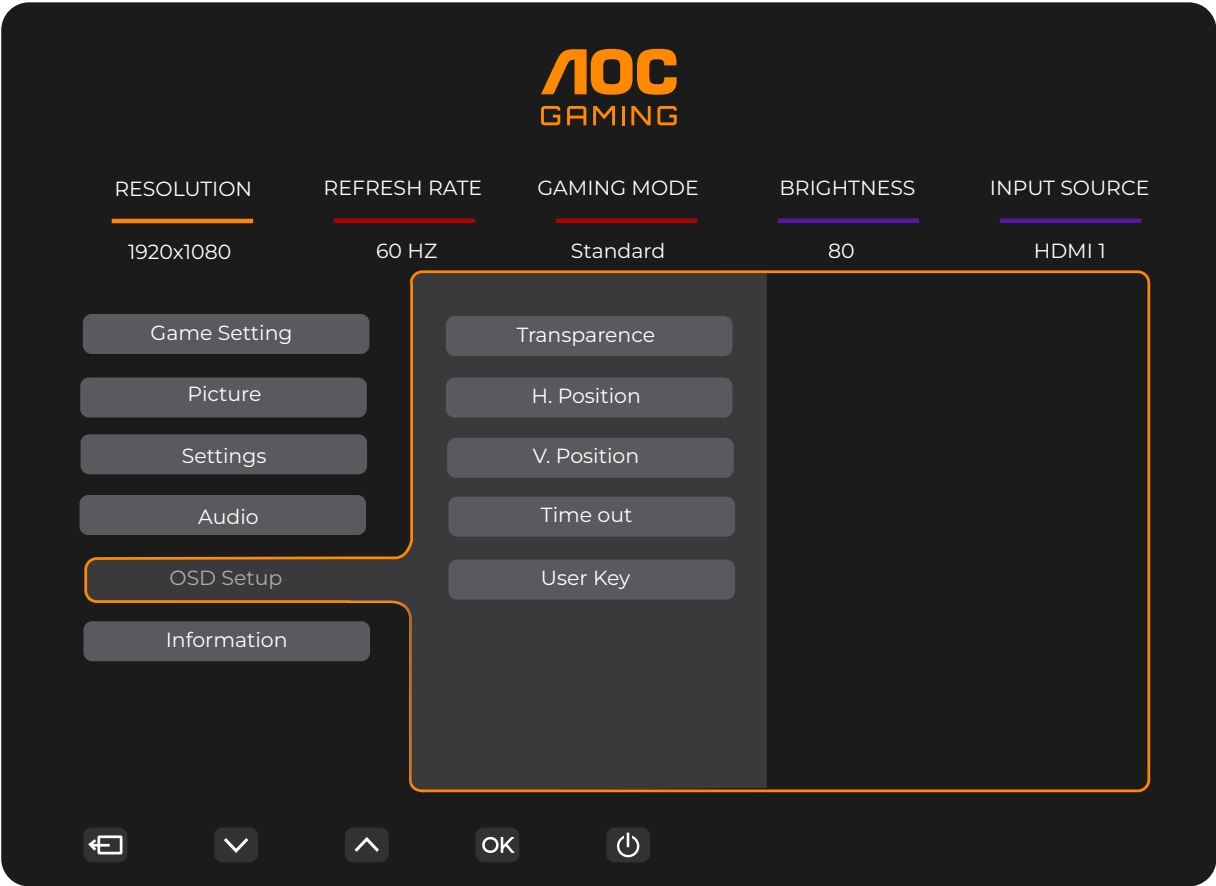 AOC
GAMING
RESOLUTION REFRESH RATE GAMING MODE BRIGHTNESS INPUT SOURCE
1920x1080 60 HZ Standard 80 HDMI 1
Game Setting Transparence
Picture H. Position
Settings V. Position
Audio Time out
OSD Setup User Key
Information
OK